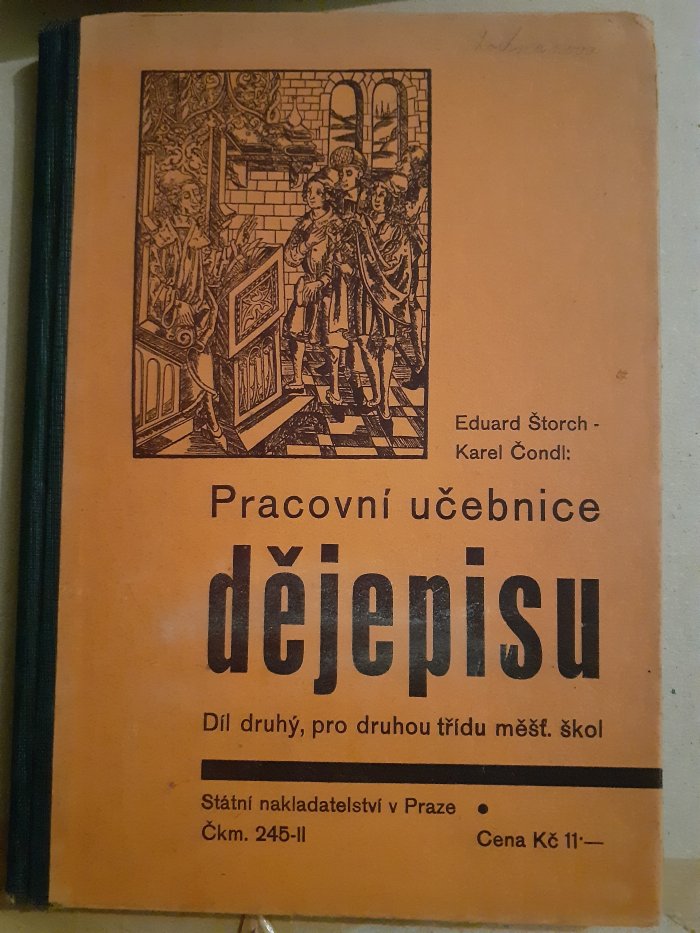 Eduard Štorch -
Karel Čondl:
Pracovní učebnice
dějepisu
Díl druhý, pro druhou třídu měšť. škol
Státní nakladatelství v Praze •
Čkm. 245-II
Cena Kč 11·—